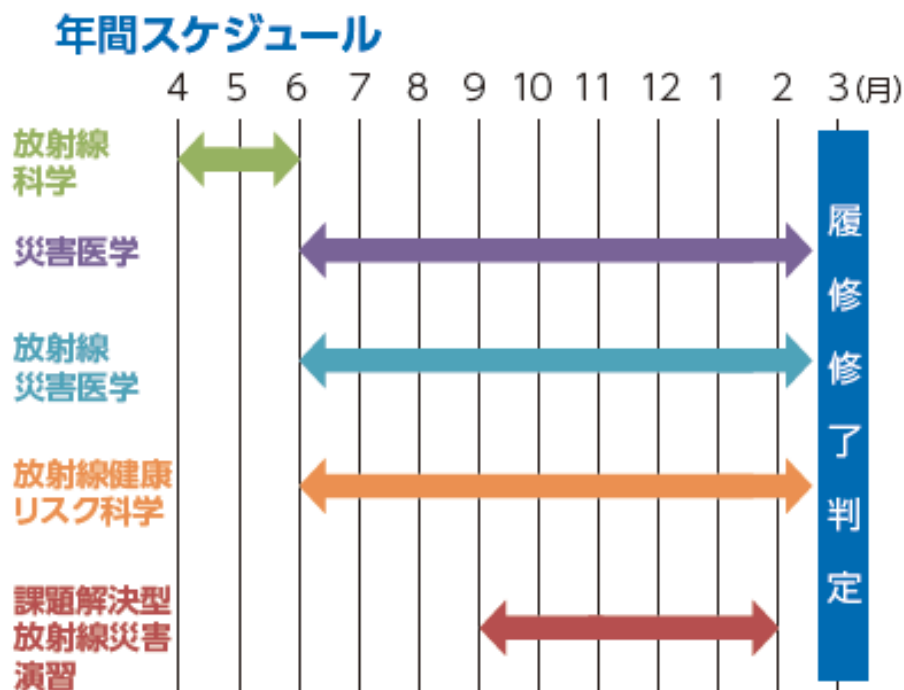 年間スケジュール
4 5 6 7 8 9 10 11 12 1 2 3(月)
放射線
科学
災害医学
放射線
災害医学
放射線健康
リスク科学
課題解決型
放射線災害
演習
履修修了判定